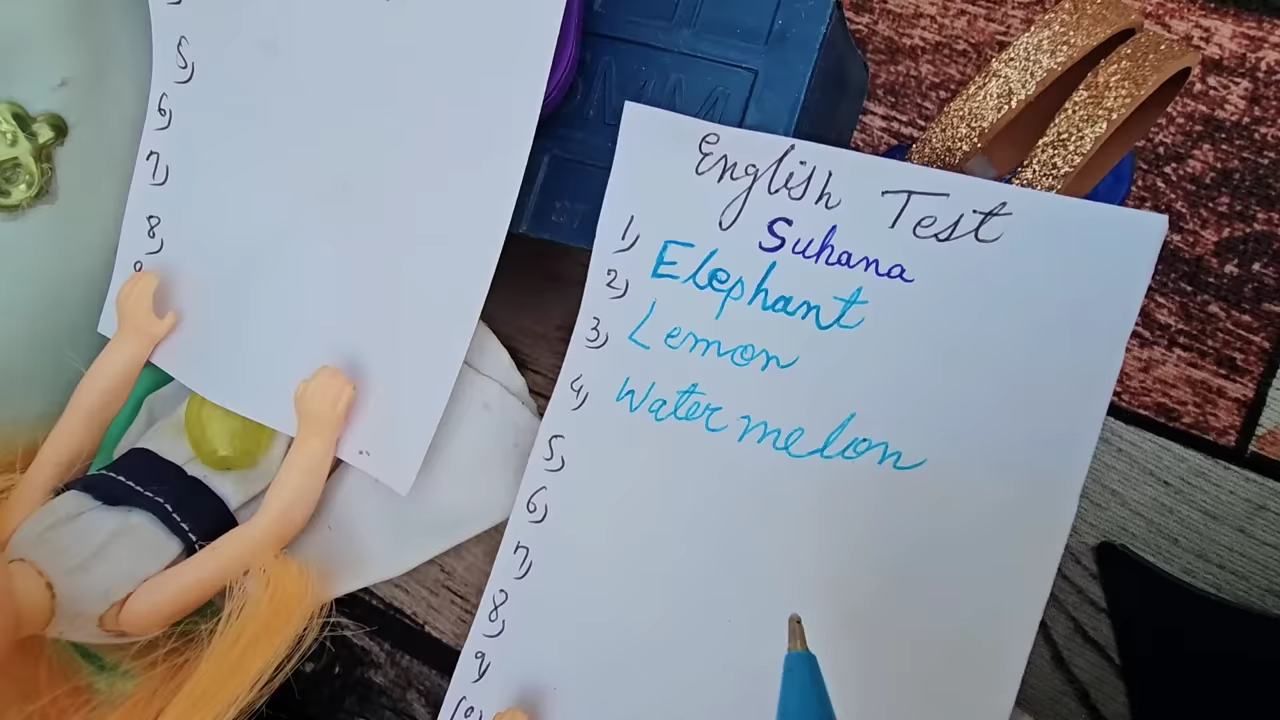 5)
6)
7)
8)
English Test
Suhana
1) Elephant
2) Lemon
3) Watermelon
4)
5)
6)
7)
8)
9)
10)